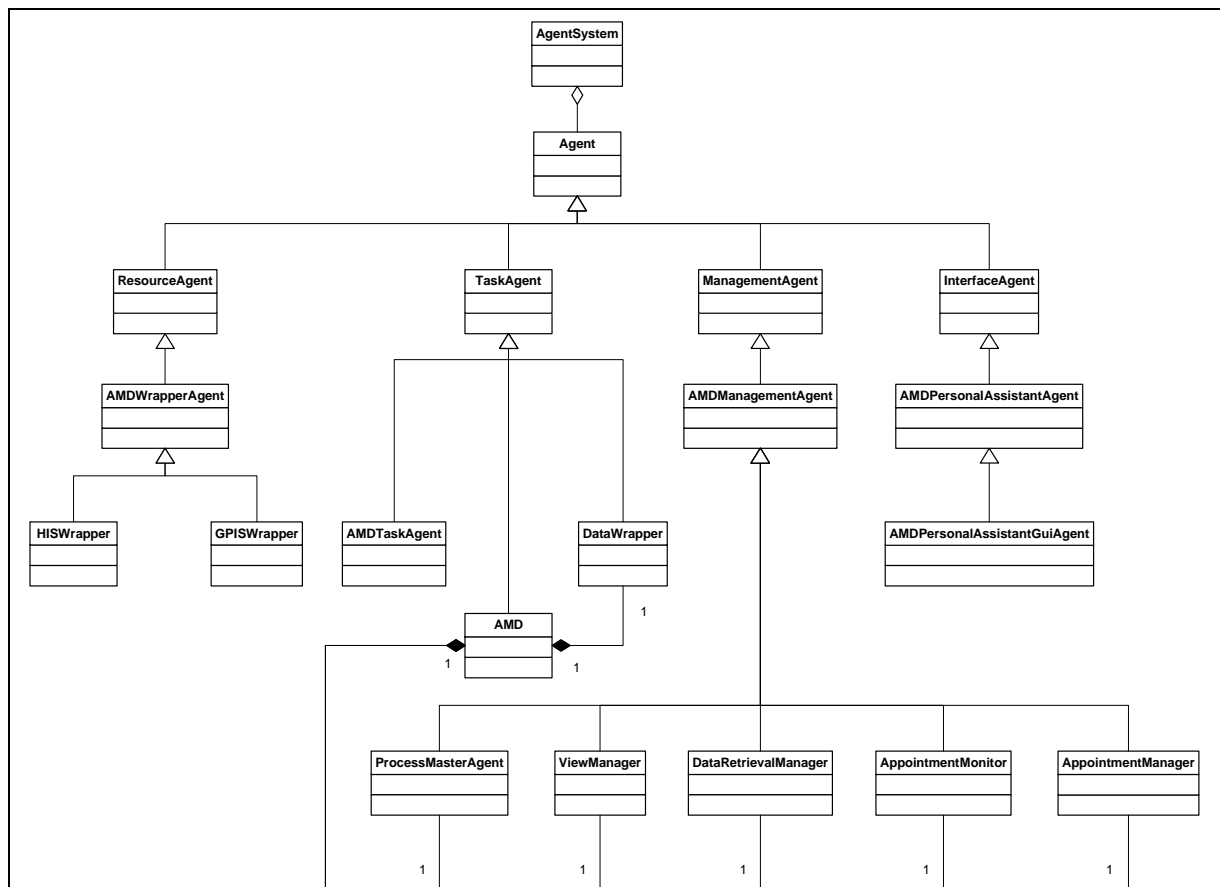 AgentSystem
Agent
ResourceAgent
TaskAgent
ManagementAgent
InterfaceAgent
AMDWrapperAgent
AMDManagementAgent
AMDPersonalAssistantAgent
HISWrapper
GPISWrapper
AMDTaskAgent
DataWrapper
AMDPersonalAssistantGuiAgent
1
AMD
1
1
ProcessMasterAgent
ViewManager
DataRetrievalManager
AppointmentMonitor
AppointmentManager
1
1
1
1
1